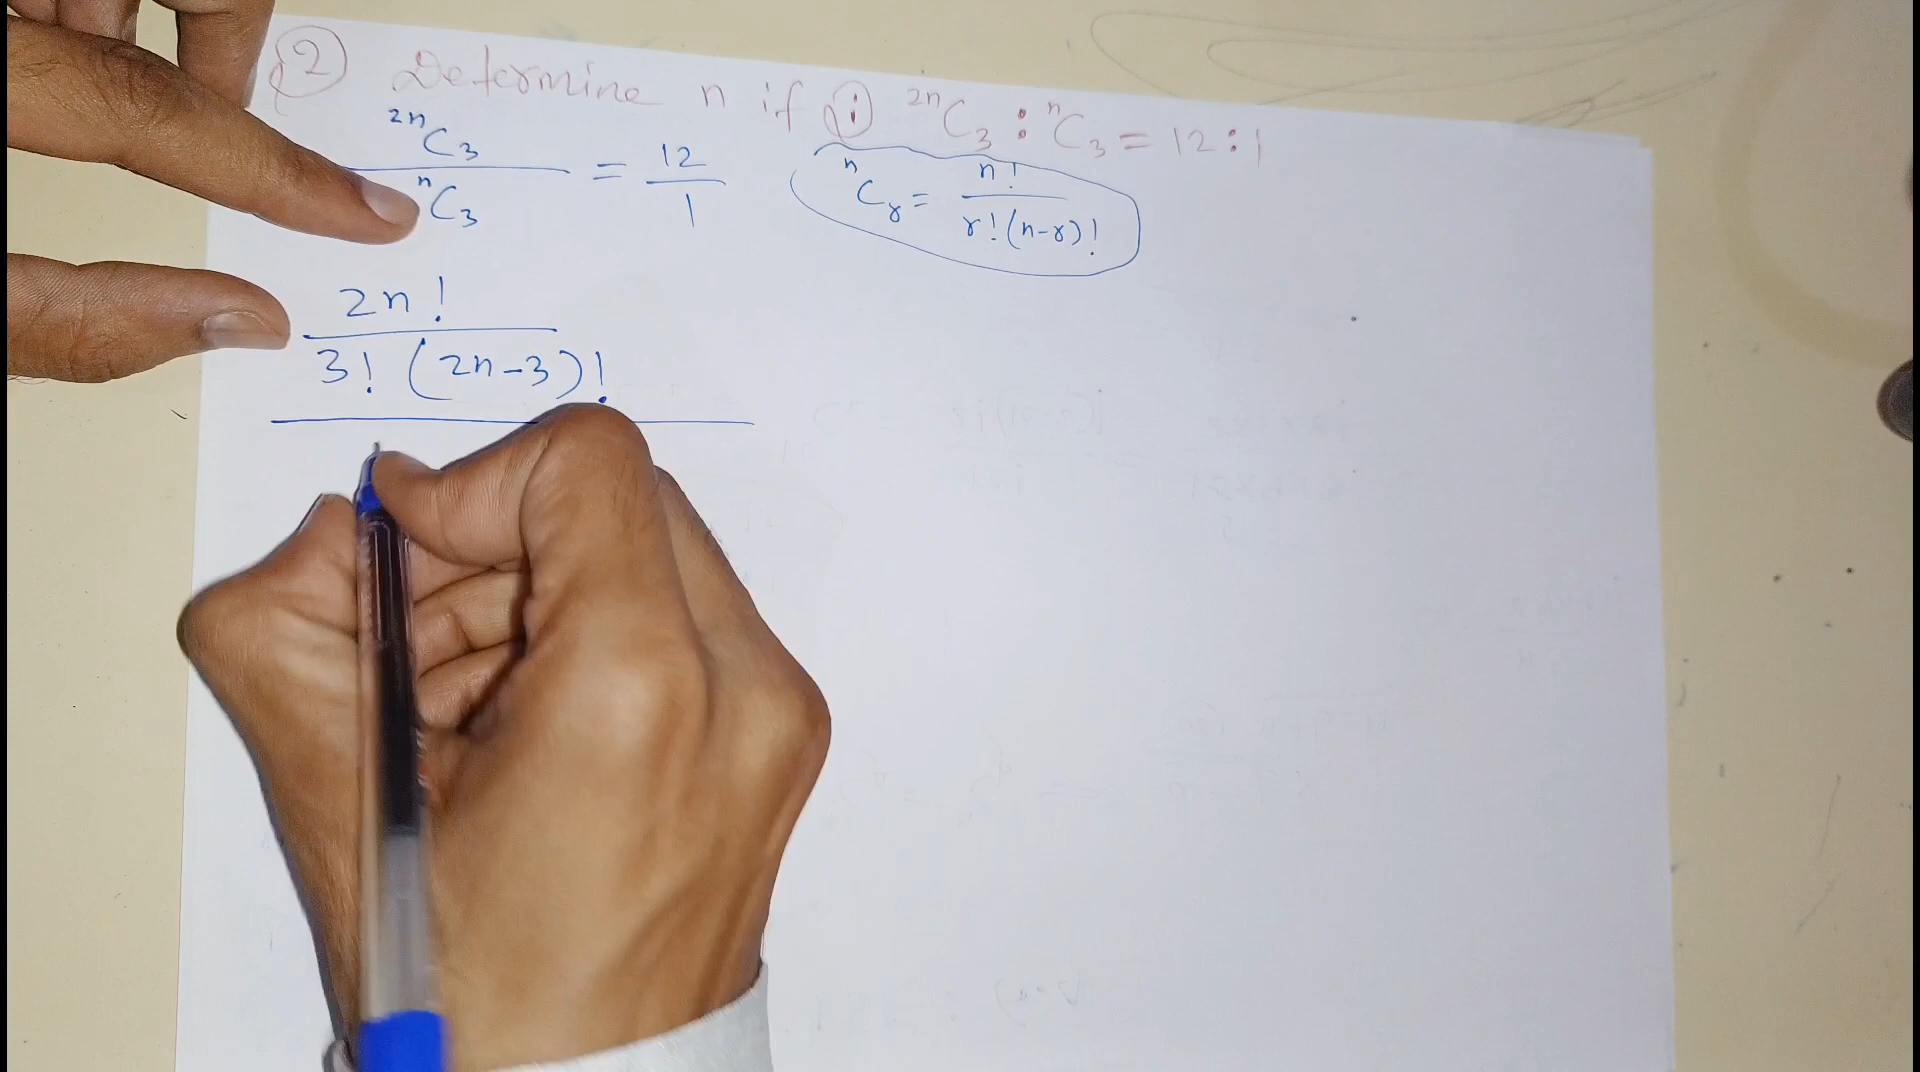 2 Determine n if (i) ²ⁿC₃ : ⁿC₃ = 12 : 1
²ⁿC₃ / ⁿC₃ = 12 / 1
ⁿCᵣ = n! / r!(n-r)!
2n! / 3! (2n-3)!